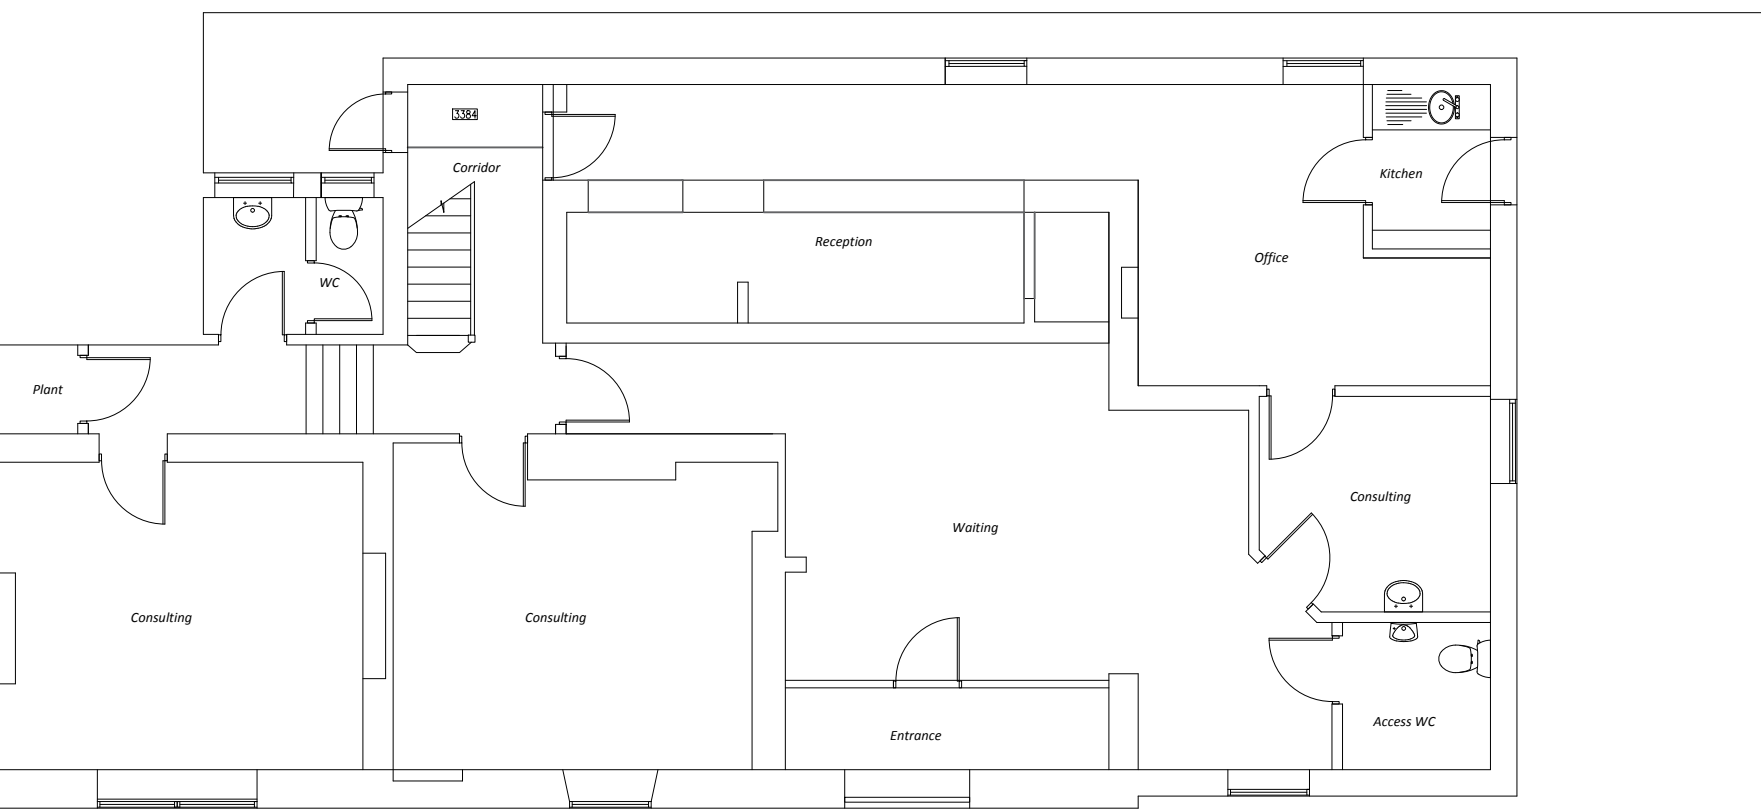 3384
Corridor
Kitchen
Reception
Office
WC
Plant
Consulting
Waiting
Consulting
Consulting
Access WC
Entrance